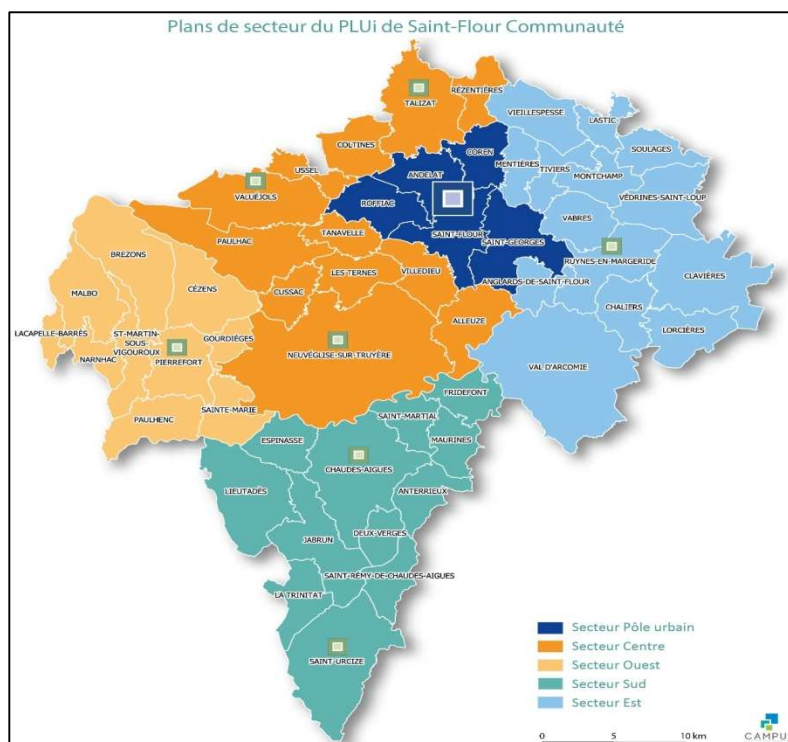 Plans de secteur du PLUi de Saint-Flour Communauté
RÉZENTIÈRES
TALIZAT
VIEILLESPESSE
LASTIC
COLTINES
COREN
SOULAGES
MENTIÈRES
TIVIERS
USSEL
ANDELAT
MONTCHAMP
VALUÉJOLS
ROFFIAC
VÉDRINES-SAINT-LOUP
VABRES
TANAVELLE
SAINT-FLOUR
PAULHAC
SAINT-GEORGES
BREZONS
RUYNES-EN-MARGERIDE
LES TERNES
VILLEDIEU
CLAVIÈRES
CÉZENS
ANGLARDS-DE-SAINT-FLOUR
MALBO
CUSSAC
CHALIERS
ALLEUZE
LACAPELLE-BARRÈS
ST-MARTIN-
SOUS-
VIGOUROUX
GOURDIÈGES
LORCIÈRES
NARNHAC
PIERREFORT
NEUVÉGLISE-SUR-TRUYÈRE
VAL D'ARCOMIE
FRIDEFONT
SAINTE-MARIE
SAINT-MARTIAL
PAULHENC
ESPINASSE
MAURINES
CHAUDES-AIGUES
LIEUTADÈS
ANTERRIEUX
JABRUN
DEUX-VERGES
SAINT-RÉMY-DE-CHAUDES-AIGUES
LA TRINITAT
SAINT-URCIZE
Secteur Pôle urbain
Secteur Centre
Secteur Ouest
Secteur Sud
Secteur Est
0 5 10 km
CAMPUS